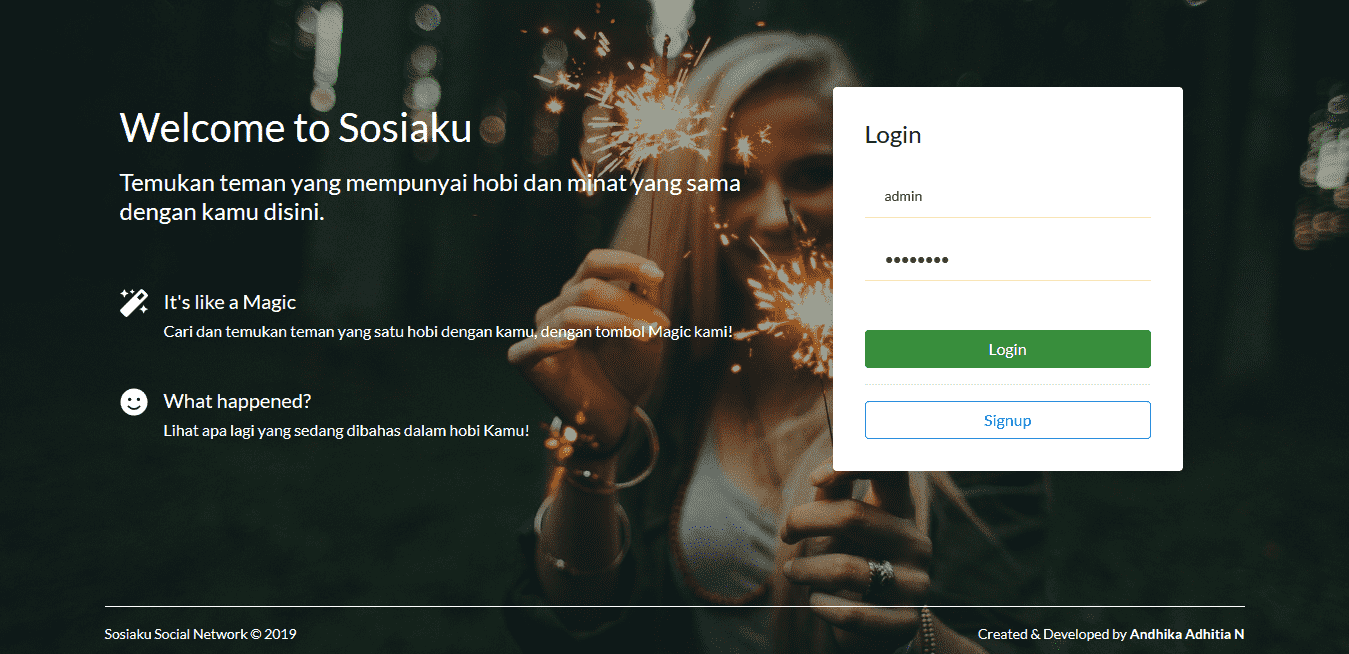 Welcome to Sosiaku
Temukan teman yang mempunyai hobi dan minat yang sama
dengan kamu disini.
It's like a Magic
Cari dan temukan teman yang satu hobi dengan kamu, dengan tombol Magic kami!
What happened?
Lihat apa lagi yang sedang dibahas dalam hobi Kamu!
Login
admin
••••••••
Login
Signup
Sosiaku Social Network © 2019
Created & Developed by Andhika Adhitia N